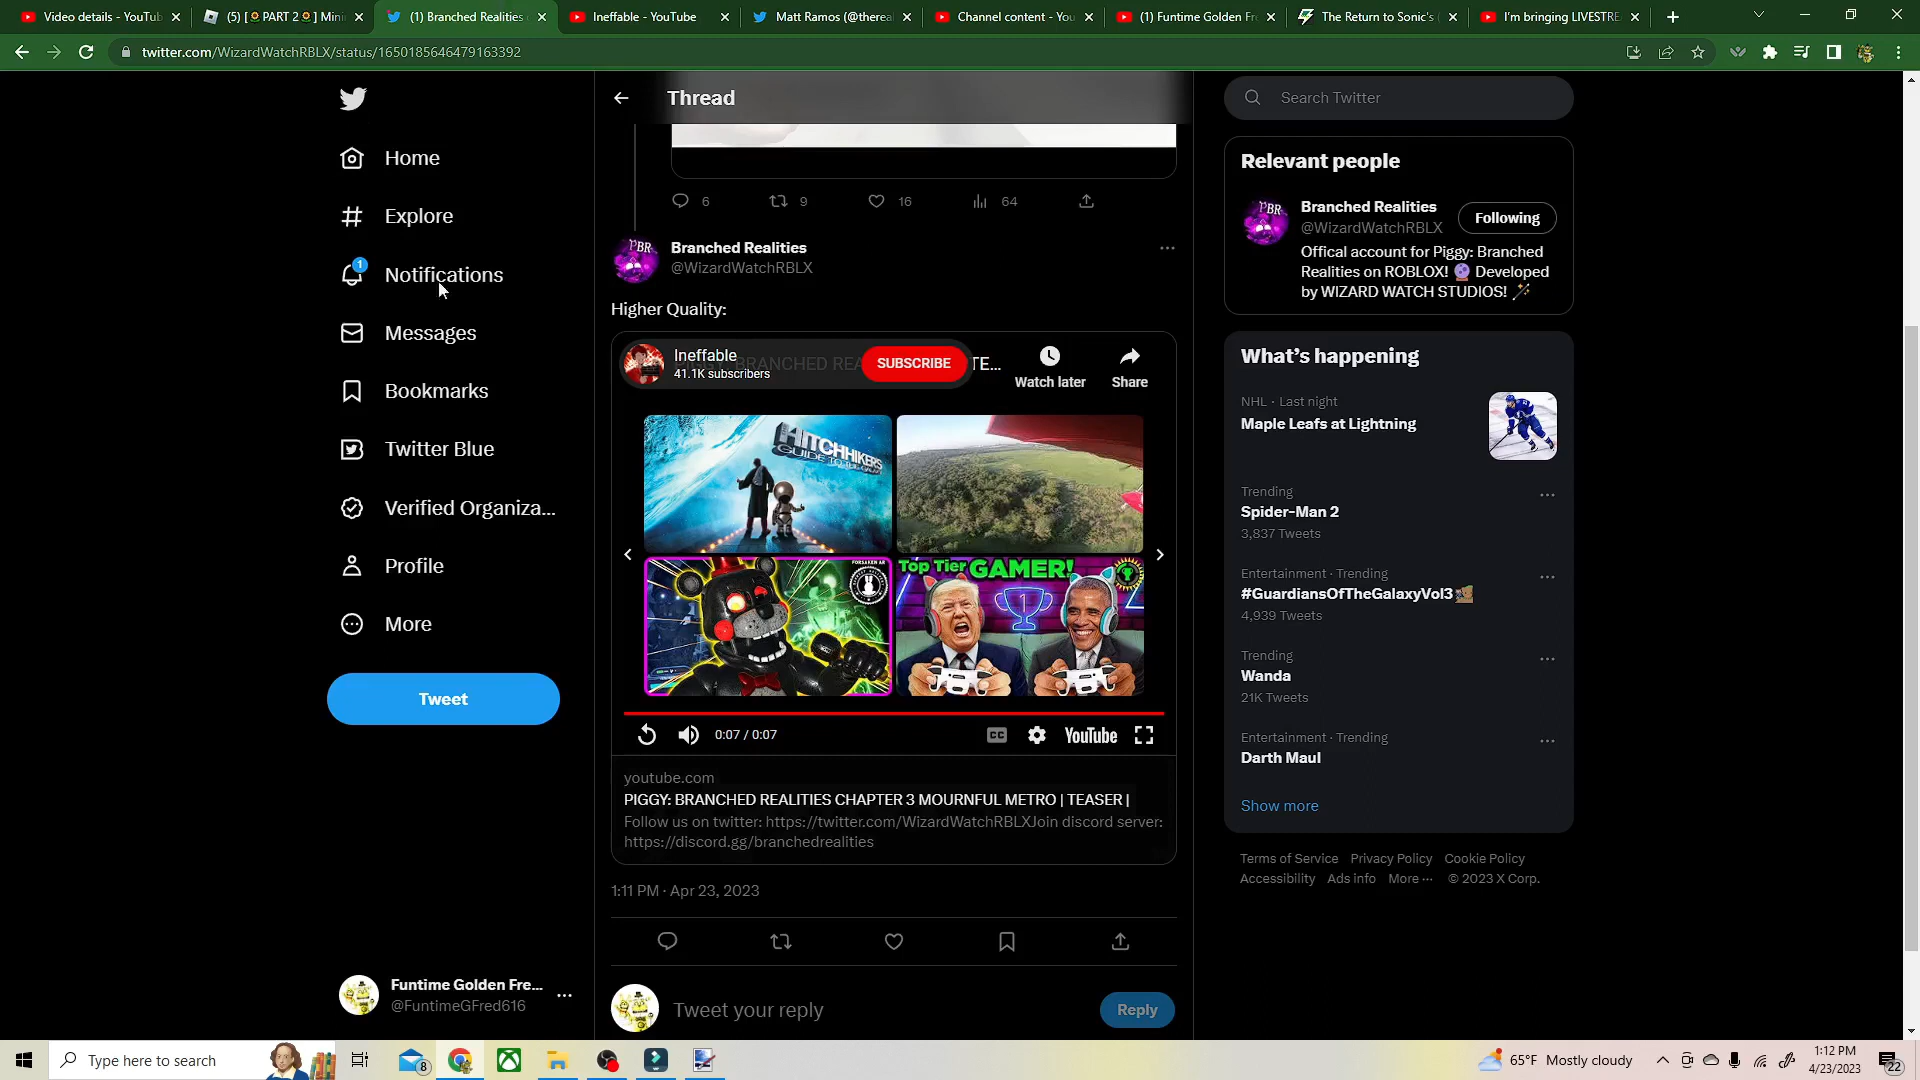 Video details - YouTub
(5) [ PART 2 ] Mini
(1) Branched Realities
Ineffable - YouTube
Matt Ramos (@therea
Channel content - You
(1) Funtime Golden Fre
The Return to Sonic's
I'm bringing LIVESTRE
twitter.com/WizardWatchRBLX/status/1650185646479163392
Home
Explore
1
Notifications
Messages
Bookmarks
Twitter Blue
Verified Organiza...
Profile
More
Tweet
Funtime Golden Fre...
@FuntimeGFred616
Thread
6
9
16
64
Branched Realities
@WizardWatchRBLX
Higher Quality:
Ineffable
41.1K subscribers
SUBSCRIBE
TE...
Watch later
Share
HITCHHIKERS
Top Tier GAMER!
0:07 / 0:07
CC
YouTube
youtube.com
PIGGY: BRANCHED REALITIES CHAPTER 3 MOURNFUL METRO | TEASER |
Follow us on twitter: https://twitter.com/WizardWatchRBLXJoin discord server:
https://discord.gg/branchedrealities
1:11 PM · Apr 23, 2023
Tweet your reply
Reply
Search Twitter
Relevant people
Branched Realities
@WizardWatchRBLX
Following
Offical account for Piggy: Branched
Realities on ROBLOX! 🔮 Developed
by WIZARD WATCH STUDIOS! 🪄
What's happening
NHL · Last night
Maple Leafs at Lightning
Trending
Spider-Man 2
3,837 Tweets
Entertainment · Trending
#GuardiansOfTheGalaxyVol3
4,939 Tweets
Trending
Wanda
21K Tweets
Entertainment · Trending
Darth Maul
Show more
Terms of Service Privacy Policy Cookie Policy
Accessibility Ads info More ··· © 2023 X Corp.
Type here to search
8
65°F Mostly cloudy
1:12 PM
4/23/2023
22